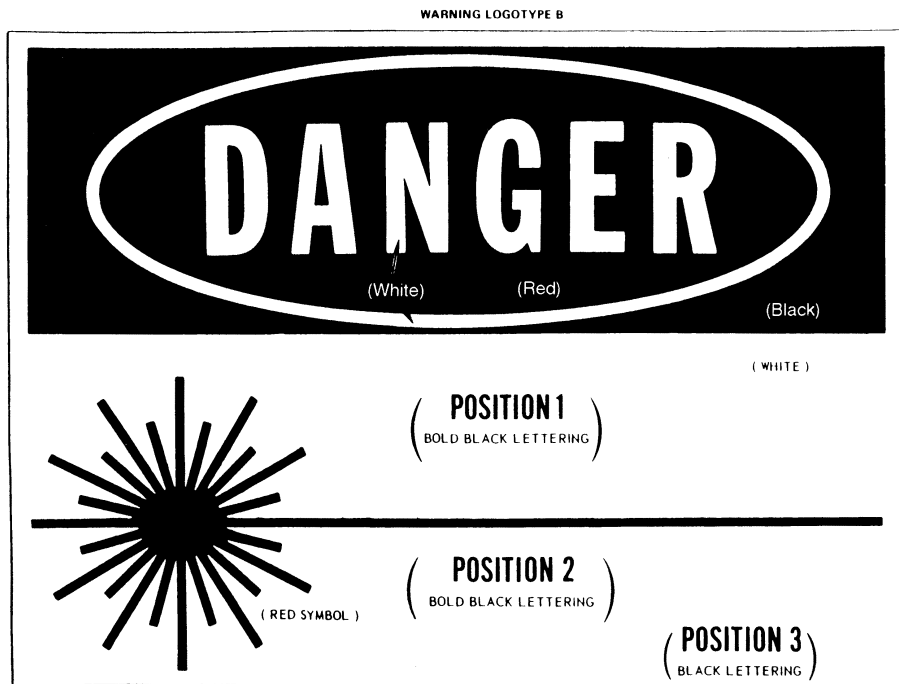 WARNING LOGOTYPE B
DANGER
(White)
(Red)
(Black)
( WHITE )
POSITION 1
BOLD BLACK LETTERING
POSITION 2
BOLD BLACK LETTERING
( RED SYMBOL )
POSITION 3
BLACK LETTERING